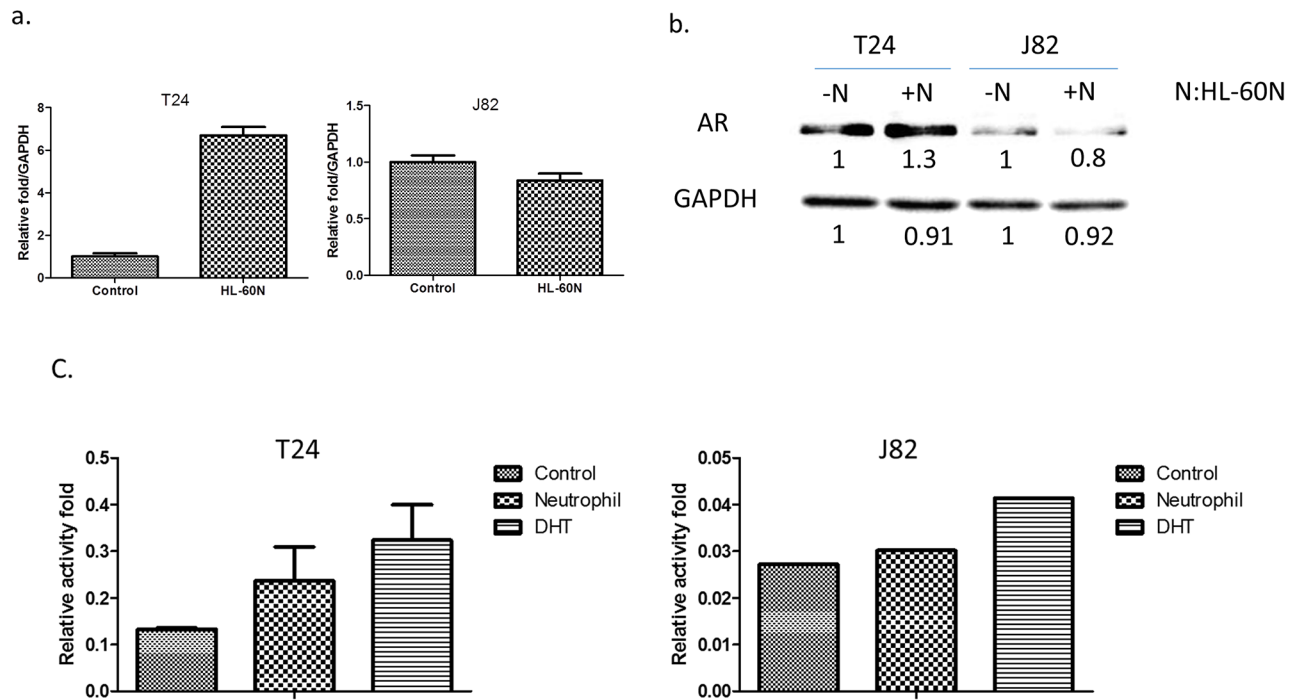 a.
T24
Relative fold/GAPDH
8
6
4
2
0
Control HL-60N
J82
Relative fold/GAPDH
1.5
1.0
0.5
0.0
Control HL-60N
b.
T24 J82
-N +N -N +N N:HL-60N
AR
1 1.3 1 0.8
GAPDH
1 0.91 1 0.92
C.
T24
Relative activity fold
0.5
0.4
0.3
0.2
0.1
0.0
Control
Neutrophil
DHT
J82
Relative activity fold
0.05
0.04
0.03
0.02
0.01
0.00
Control
Neutrophil
DHT